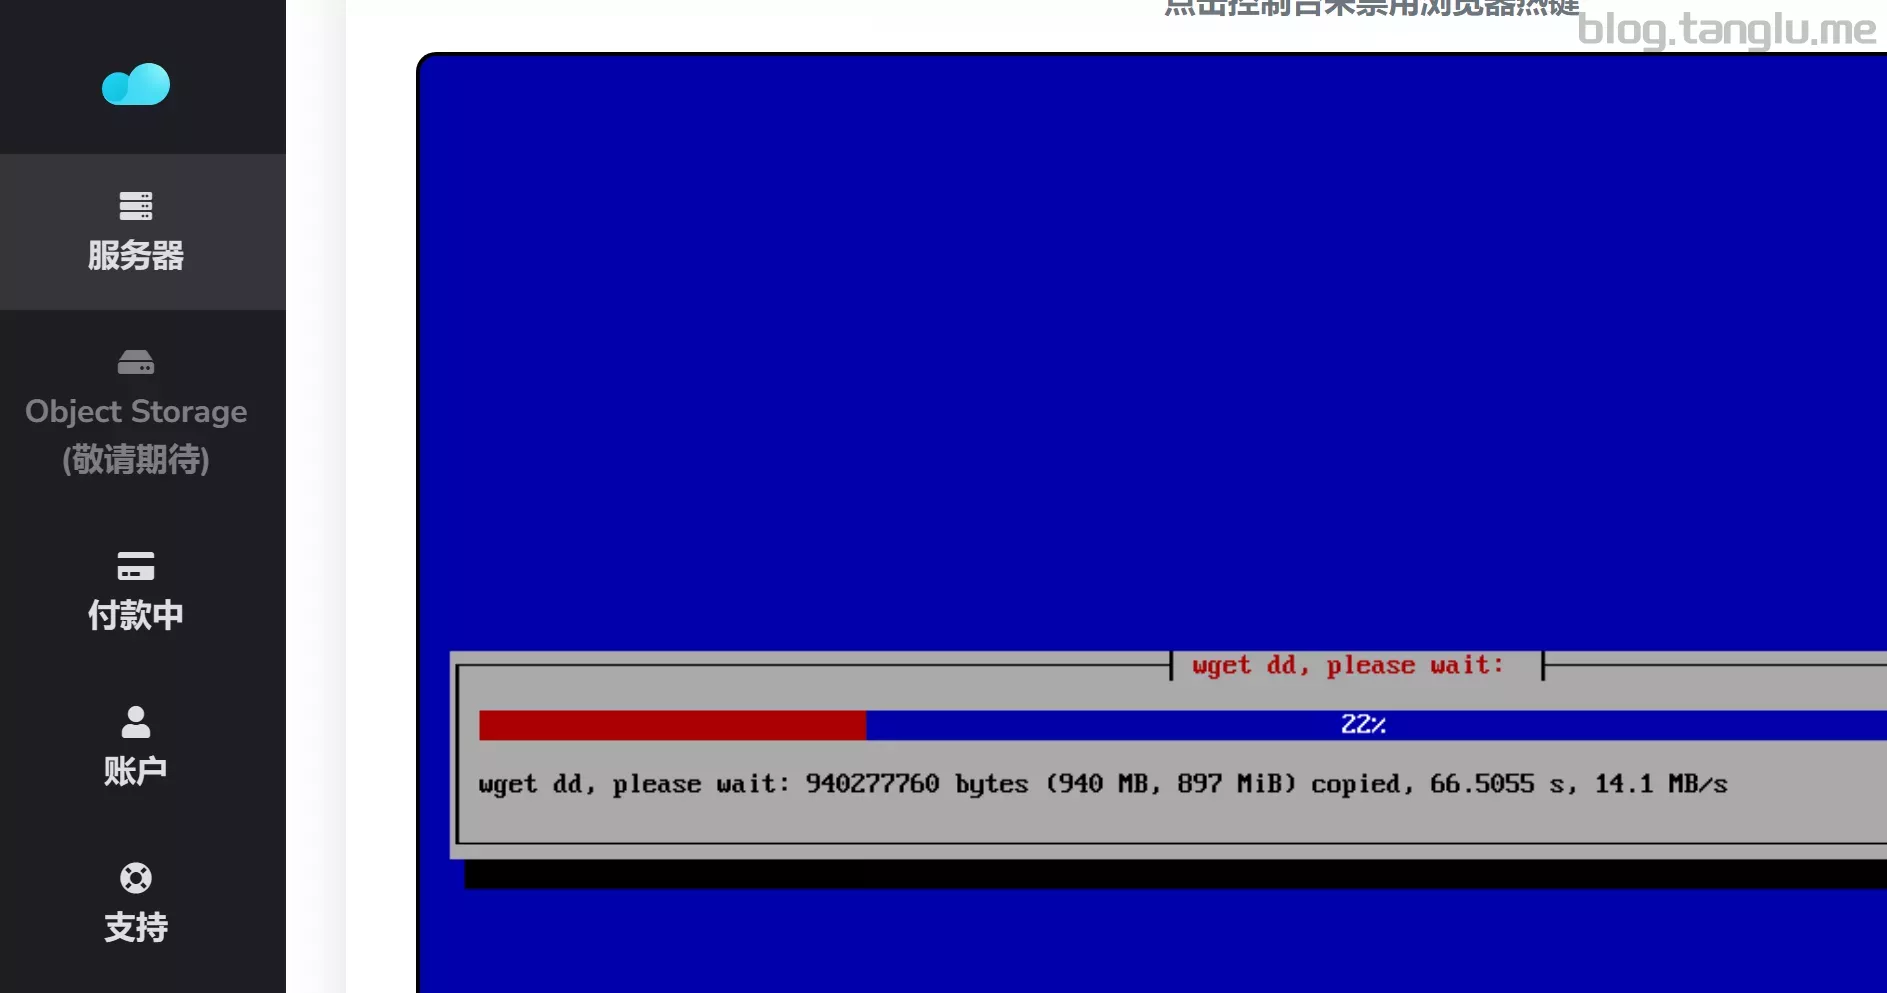 点击控制台来禁用浏览器热键
blog.tanglu.me
服务器
Object Storage
(敬请期待)
付款中
账户
支持
wget dd, please wait:
22%
wget dd, please wait: 940277760 bytes (940 MB, 897 MiB) copied, 66.5055 s, 14.1 MB/s